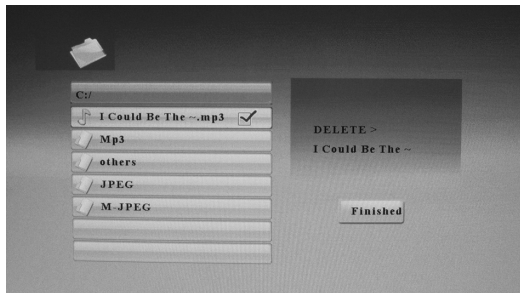 C:/
I Could Be The ~.mp3
Mp3
others
JPEG
M-JPEG
DELETE >
I Could Be The ~
Finished